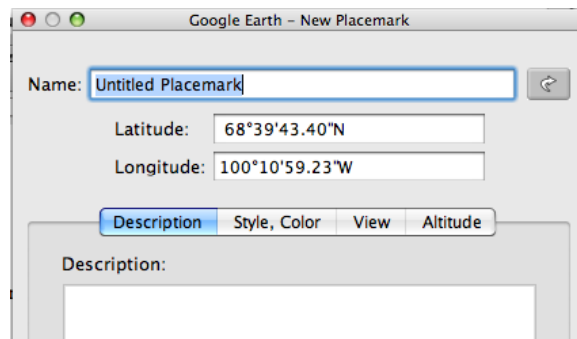 Google Earth – New Placemark
Name: Untitled Placemark
Latitude: 68°39'43.40"N
Longitude: 100°10'59.23"W
Description Style, Color View Altitude
Description: